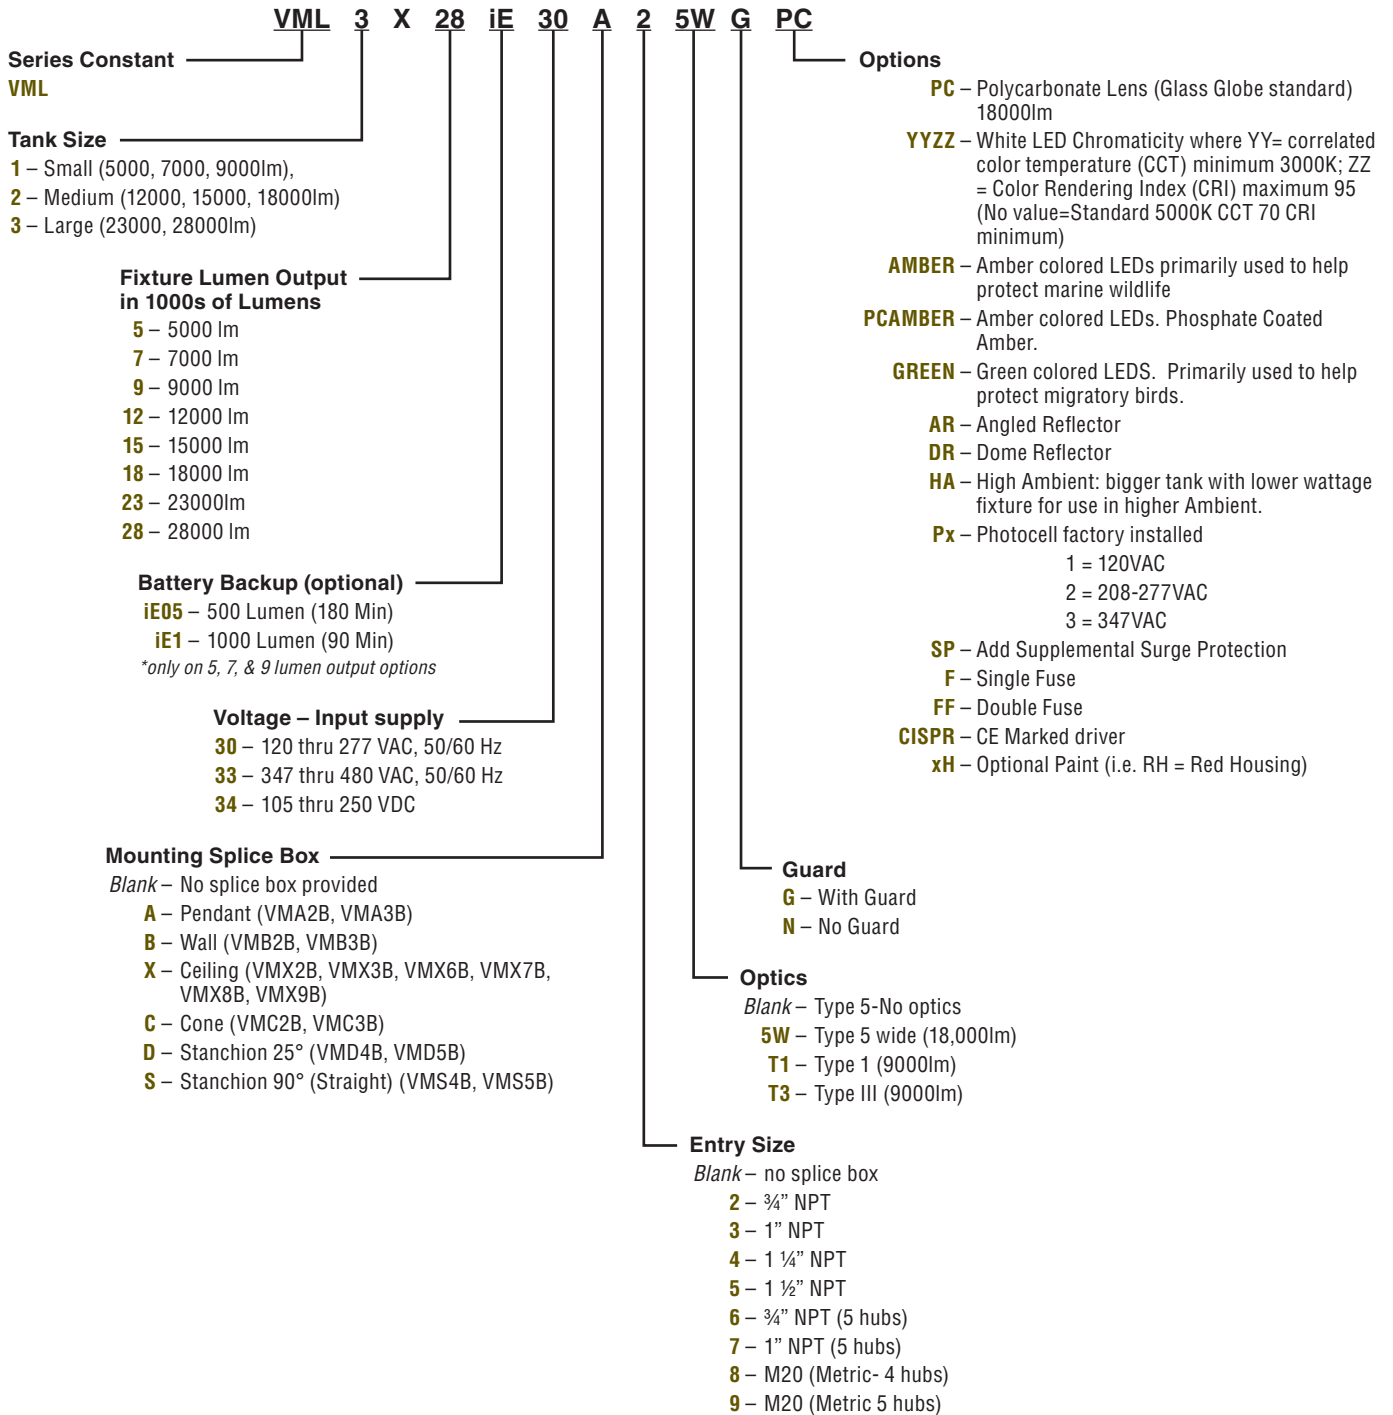 VML 3 X 28 iE 30 A 2 5W G PC
Series Constant
VML
Tank Size
1 – Small (5000, 7000, 9000lm),
2 – Medium (12000, 15000, 18000lm)
3 – Large (23000, 28000lm)
Fixture Lumen Output
in 1000s of Lumens
5 – 5000 lm
7 – 7000 lm
9 – 9000 lm
12 – 12000 lm
15 – 15000 lm
18 – 18000 lm
23 – 23000lm
28 – 28000 lm
Battery Backup (optional)
iE05 – 500 Lumen (180 Min)
iE1 – 1000 Lumen (90 Min)
*only on 5, 7, & 9 lumen output options
Voltage – Input supply
30 – 120 thru 277 VAC, 50/60 Hz
33 – 347 thru 480 VAC, 50/60 Hz
34 – 105 thru 250 VDC
Mounting Splice Box
Blank – No splice box provided
A – Pendant (VMA2B, VMA3B)
B – Wall (VMB2B, VMB3B)
X – Ceiling (VMX2B, VMX3B, VMX6B, VMX7B,
VMX8B, VMX9B)
C – Cone (VMC2B, VMC3B)
D – Stanchion 25° (VMD4B, VMD5B)
S – Stanchion 90° (Straight) (VMS4B, VMS5B)
Options
PC – Polycarbonate Lens (Glass Globe standard)
18000lm
YYZZ – White LED Chromaticity where YY= correlated
color temperature (CCT) minimum 3000K; ZZ
= Color Rendering Index (CRI) maximum 95
(No value=Standard 5000K CCT 70 CRI
minimum)
AMBER – Amber colored LEDs primarily used to help
protect marine wildlife
PCAMBER – Amber colored LEDs. Phosphate Coated
Amber.
GREEN – Green colored LEDS. Primarily used to help
protect migratory birds.
AR – Angled Reflector
DR – Dome Reflector
HA – High Ambient: bigger tank with lower wattage
fixture for use in higher Ambient.
Px – Photocell factory installed
1 = 120VAC
2 = 208-277VAC
3 = 347VAC
SP – Add Supplemental Surge Protection
F – Single Fuse
FF – Double Fuse
CISPR – CE Marked driver
xH – Optional Paint (i.e. RH = Red Housing)
Guard
G – With Guard
N – No Guard
Optics
Blank – Type 5-No optics
5W – Type 5 wide (18,000lm)
T1 – Type 1 (9000lm)
T3 – Type III (9000lm)
Entry Size
Blank – no splice box
2 – ¾” NPT
3 – 1” NPT
4 – 1 ¼” NPT
5 – 1 ½” NPT
6 – ¾” NPT (5 hubs)
7 – 1” NPT (5 hubs)
8 – M20 (Metric- 4 hubs)
9 – M20 (Metric 5 hubs)